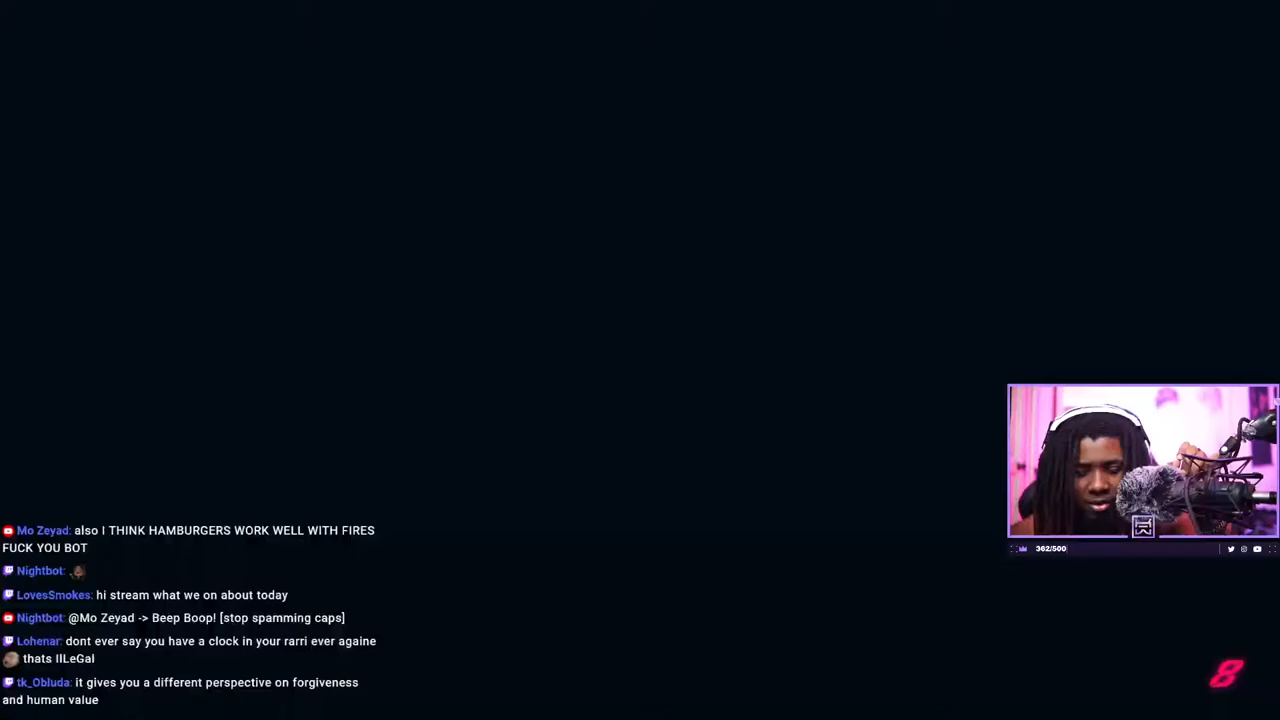 Mo Zeyad: also I THINK HAMBURGERS WORK WELL WITH FIRES
FUCK YOU BOT
Nightbot:
LovesSmokes: hi stream what we on about today
Nightbot: @Mo Zeyad -> Beep Boop! [stop spamming caps]
Lohenar: dont ever say you have a clock in your rarri ever againe
thats IlLeGal
tk_Obluda: it gives you a different perspective on forgiveness
and human value
362/500
8